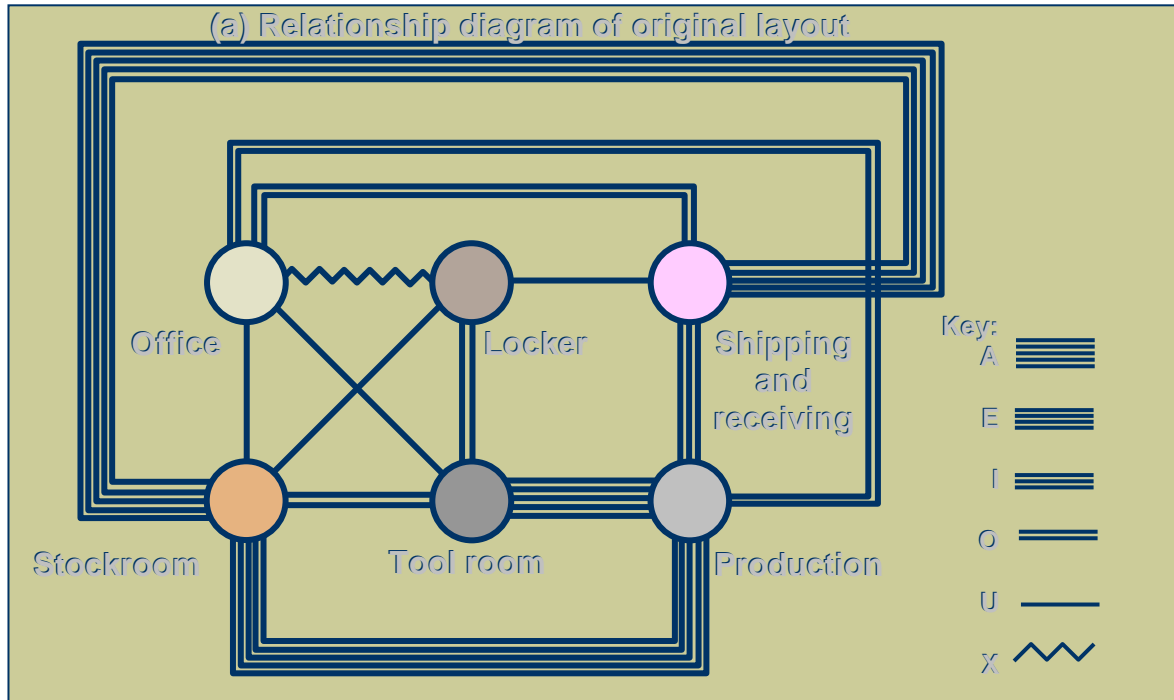 (a) Relationship diagram of original layout
Office
Locker
Shipping
and
receiving
Stockroom
Tool room
Production
Key:
A
E
I
O
U
X